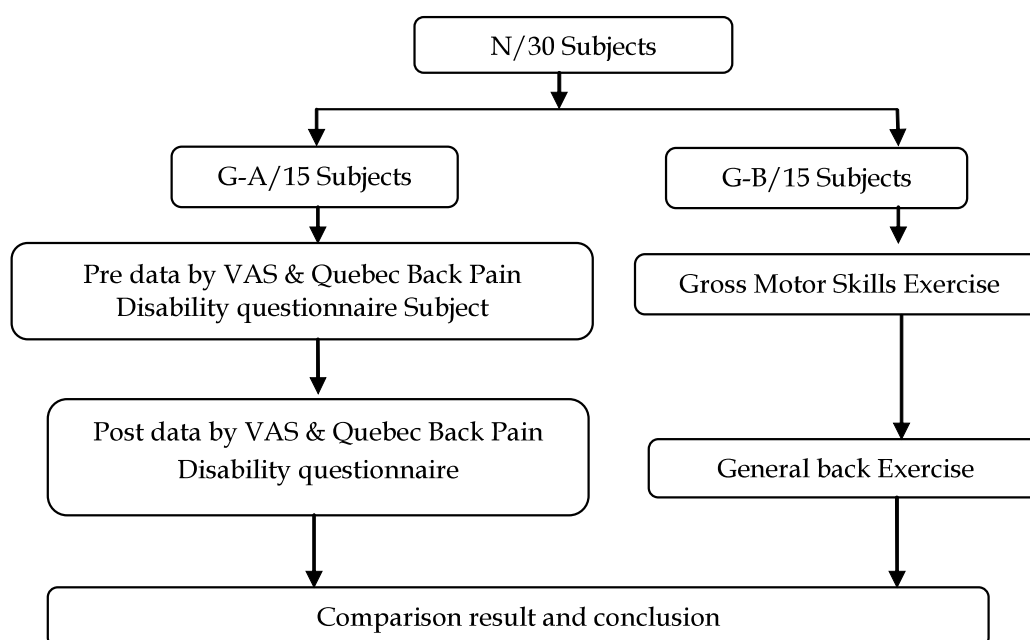 N/30 Subjects
G-A/15 Subjects
G-B/15 Subjects
Pre data by VAS & Quebec Back Pain
Disability questionnaire Subject
Gross Motor Skills Exercise
Post data by VAS & Quebec Back Pain
Disability questionnaire
General back Exercise
Comparison result and conclusion